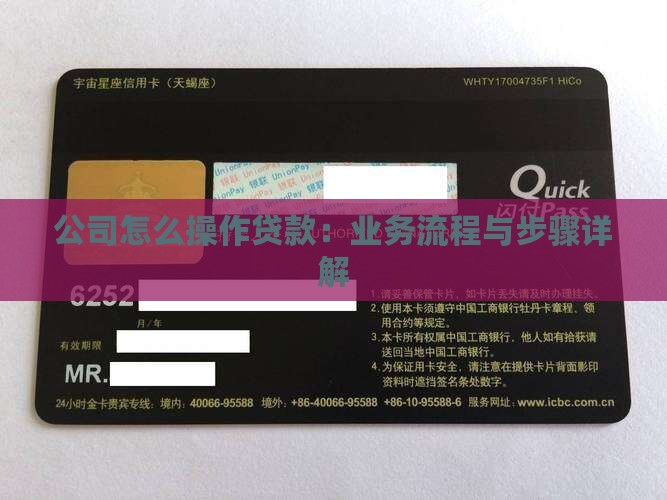 宇宙星座信用卡（天蝎座）
WHTY17004735F1 HiCo
UnionPay 银联 UnionPay 银联 UnionPay
Quick
闪付Pass
公司怎么操作贷款：业务流程与步骤详
解
6252
月/年
有效期限
MR.
1.请妥善保管卡片，如卡片丢失请及时办理挂失。
2.使用本卡须遵守中国工商银行牡丹卡章程、领
用合约等规定。
3.本卡所有权属中国工商银行，他人如有拾获请
送回当地中国工商银行。
4.为保证用卡安全，请注意在提供卡片背面影印
资料时遮挡签名条处数字。
24小时金卡贵宾专线：境内：40066-95588 境外：+86-40066-95588 +86-10-95588-6 服务网址：www.icbc.com.cn